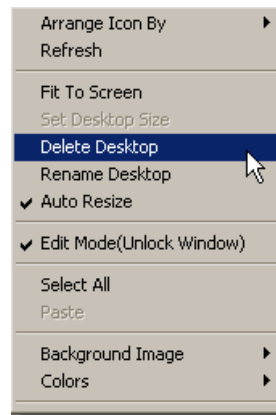 Arrange Icon By
Refresh
Fit To Screen
Set Desktop Size
Delete Desktop
Rename Desktop
Auto Resize
Edit Mode(Unlock Window)
Select All
Paste
Background Image
Colors